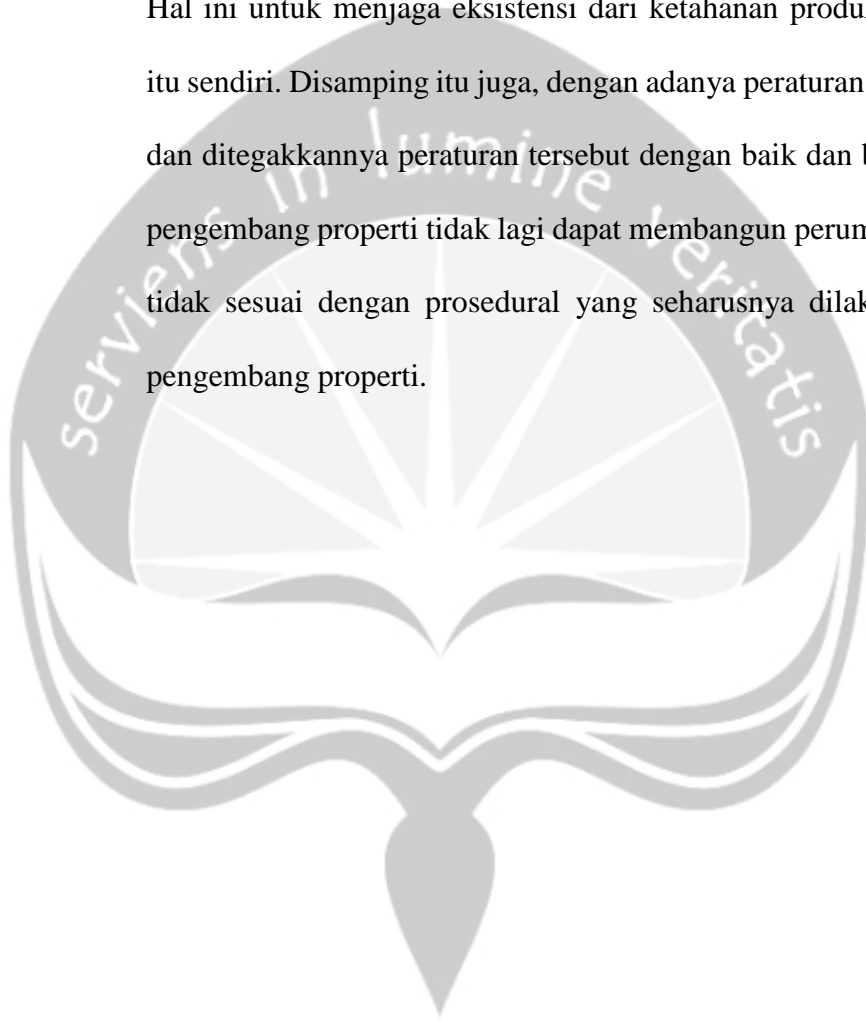 Hal ini untuk menjaga eksistensi dari ketahanan produ
itu sendiri. Disamping itu juga, dengan adanya peraturan
dan ditegakkannya peraturan tersebut dengan baik dan b
pengembang properti tidak lagi dapat membangun perum
tidak sesuai dengan prosedural yang seharusnya dilak
pengembang properti.
serviens in lumine veritatis